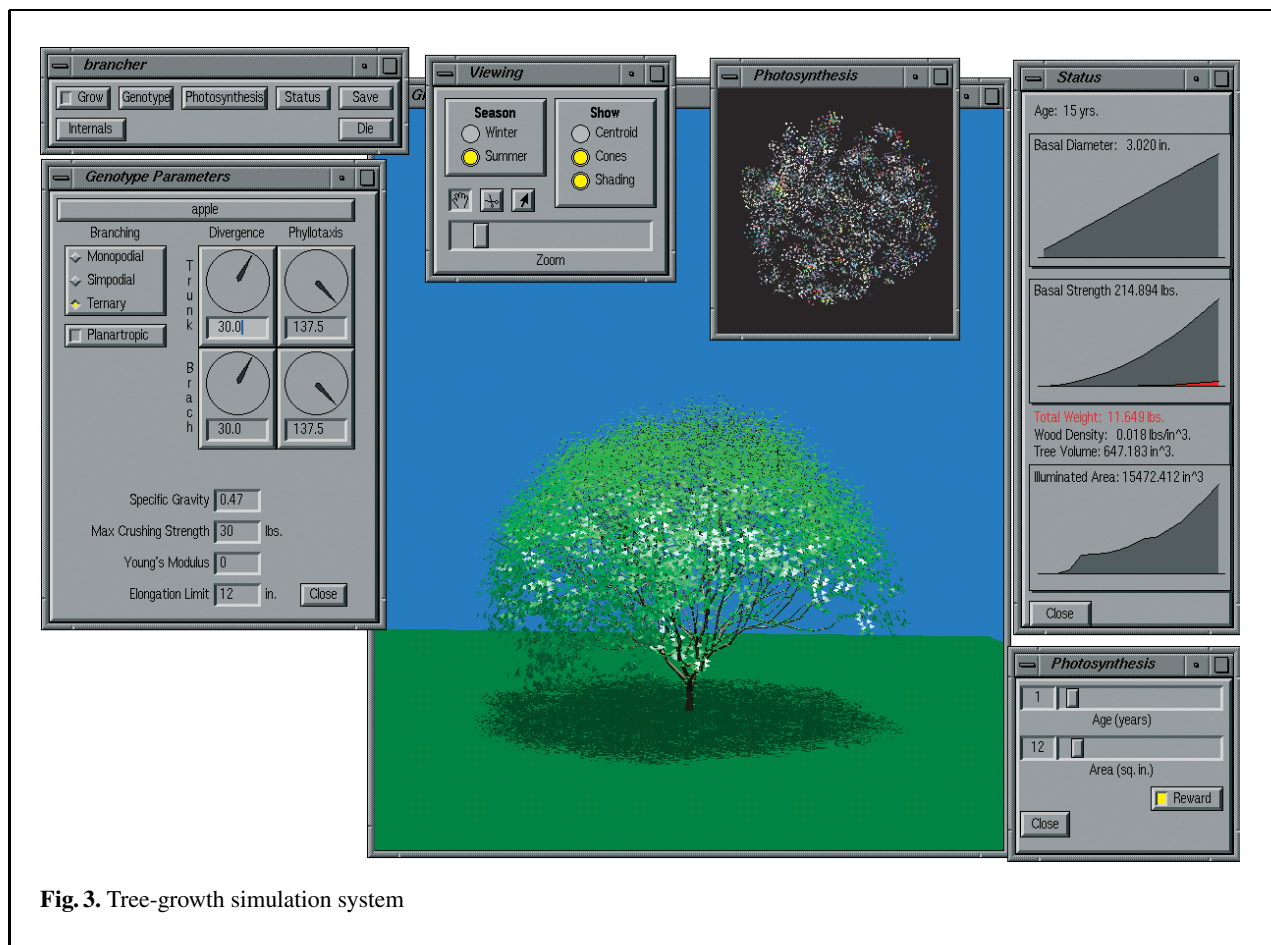 brancher
Grow Genotype Photosynthesis Status Save
Internals Die
Genotype Parameters
apple
Branching Divergence Phyllotaxis
Monopodial
Simpodial
Ternary
Planartropic
Trunk
30.0 137.5
Brach
30.0 137.5
Specific Gravity 0.47
Max Crushing Strength 30 lbs.
Young's Modulus 0
Elongation Limit 12 in. Close
Viewing
Season
Winter
Summer
Show
Centroid
Cones
Shading
Zoom
Photosynthesis
Status
Age: 15 yrs.
Basal Diameter: 3.020 in.
Basal Strength 214.894 lbs.
Total Weight: 11.649 lbs.
Wood Density: 0.018 lbs/in^3.
Tree Volume: 647.183 in^3.
Illuminated Area: 15472.412 in^3
Close
Photosynthesis
1
Age (years)
12
Area (sq. in.)
Reward
Close
Fig. 3. Tree-growth simulation system